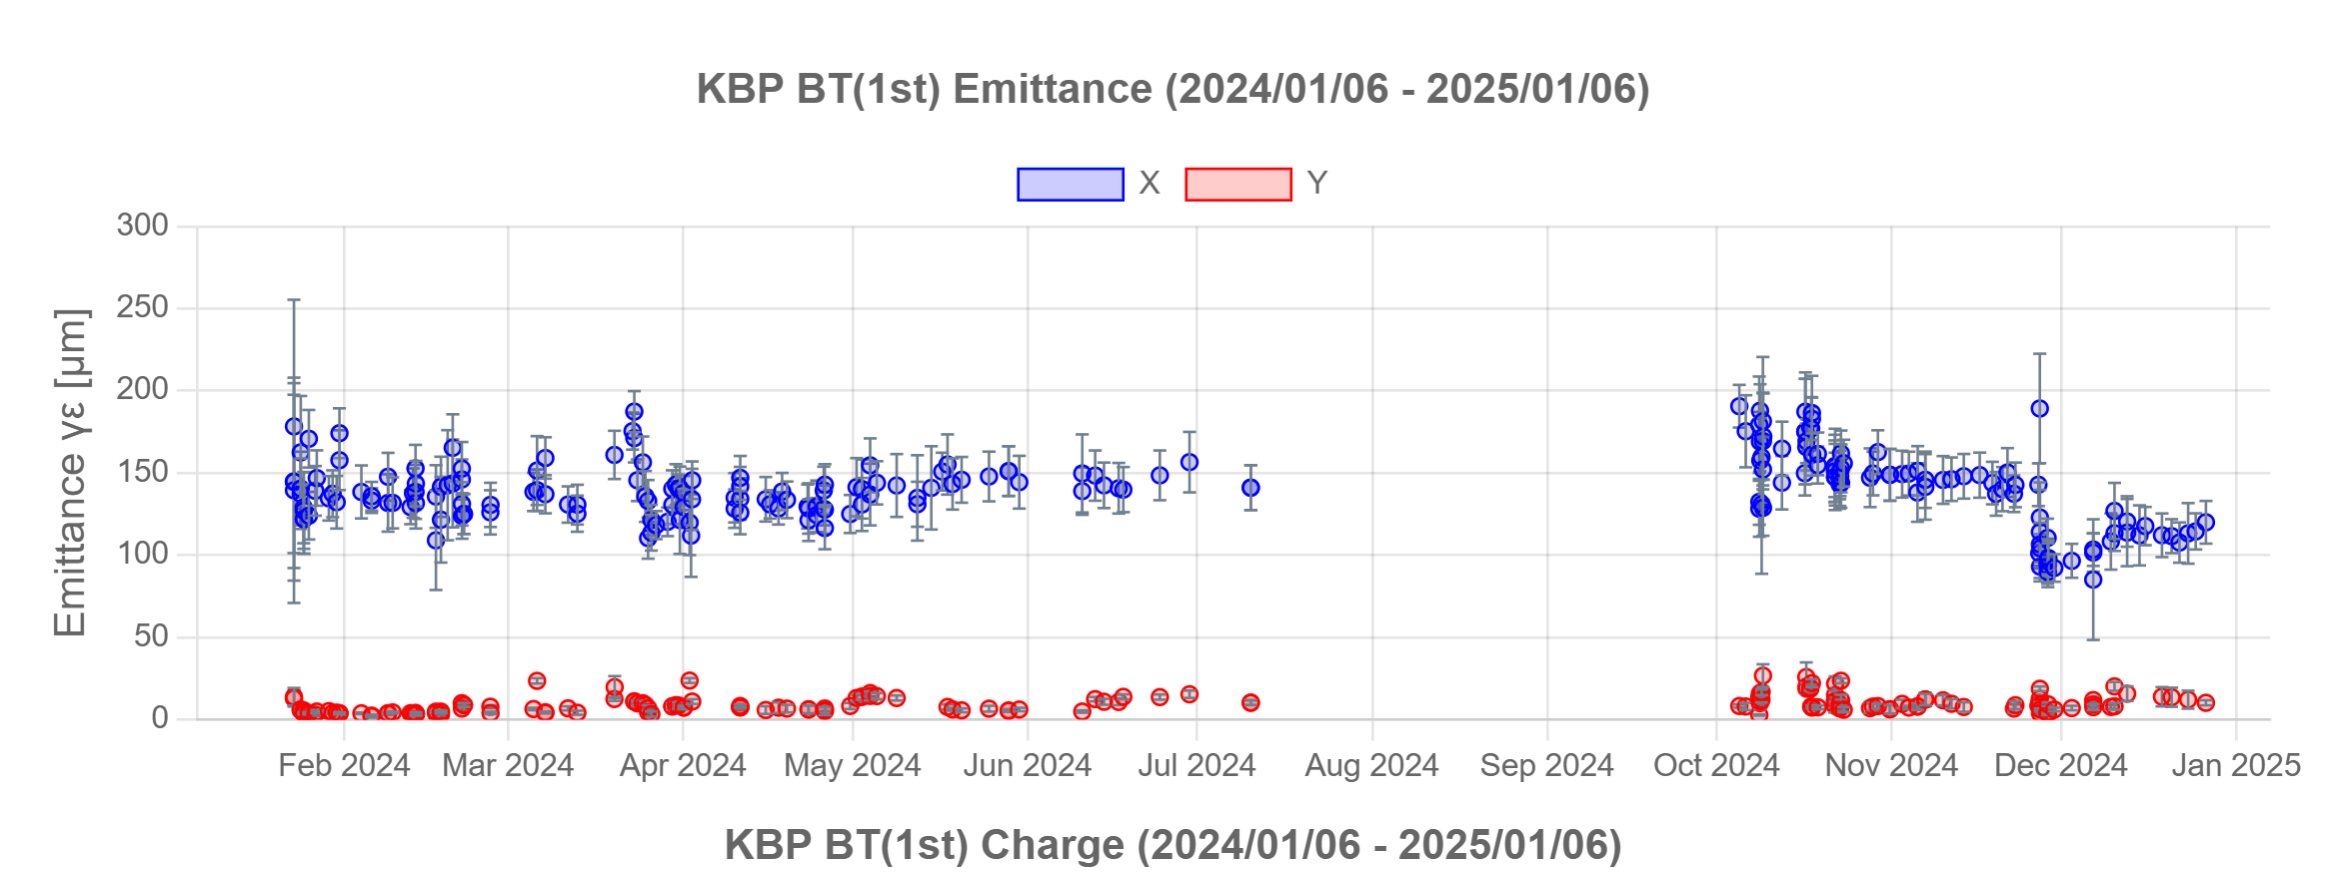 KBP BT(1st) Emittance (2024/01/06 - 2025/01/06)
X Y
Emittance γε [μm]
300
250
200
150
100
50
0
Feb 2024 Mar 2024 Apr 2024 May 2024 Jun 2024 Jul 2024 Aug 2024 Sep 2024 Oct 2024 Nov 2024 Dec 2024 Jan 2025
KBP BT(1st) Charge (2024/01/06 - 2025/01/06)